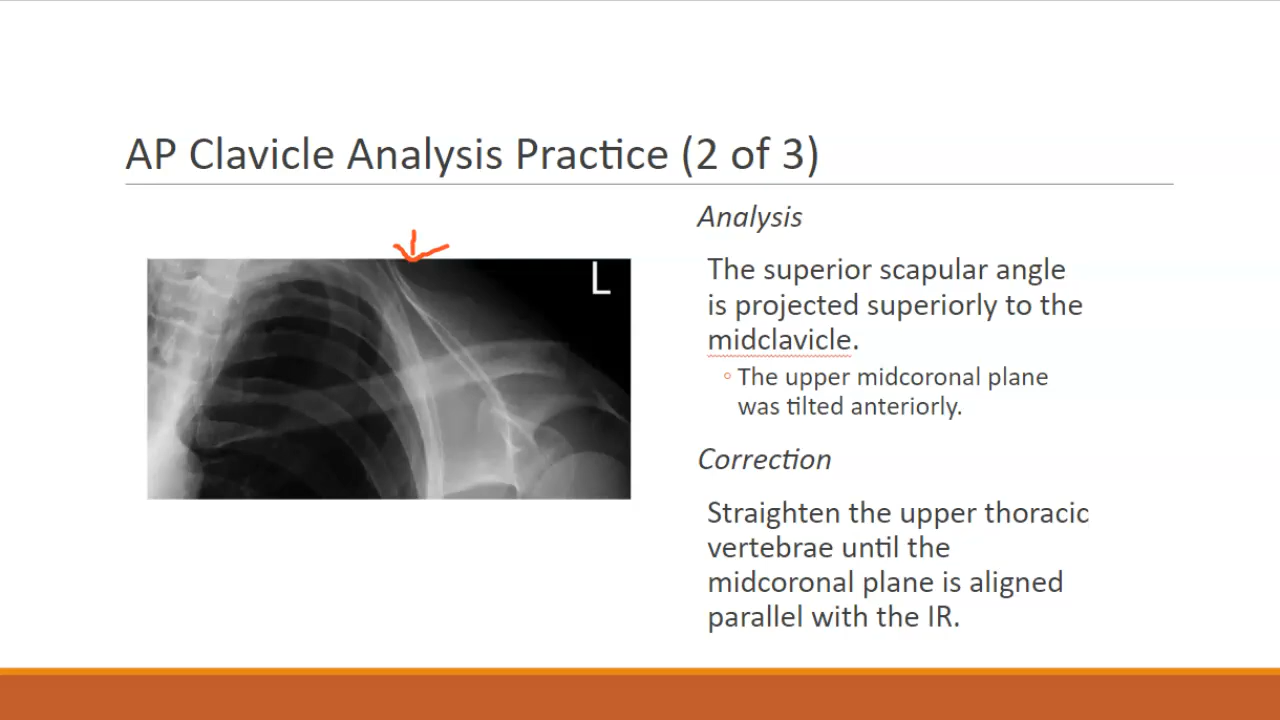 AP Clavicle Analysis Practice (2 of 3)
L
Analysis
The superior scapular angle
is projected superiorly to the
midclavicle.
◦ The upper midcoronal plane
was tilted anteriorly.
Correction
Straighten the upper thoracic
vertebrae until the
midcoronal plane is aligned
parallel with the IR.